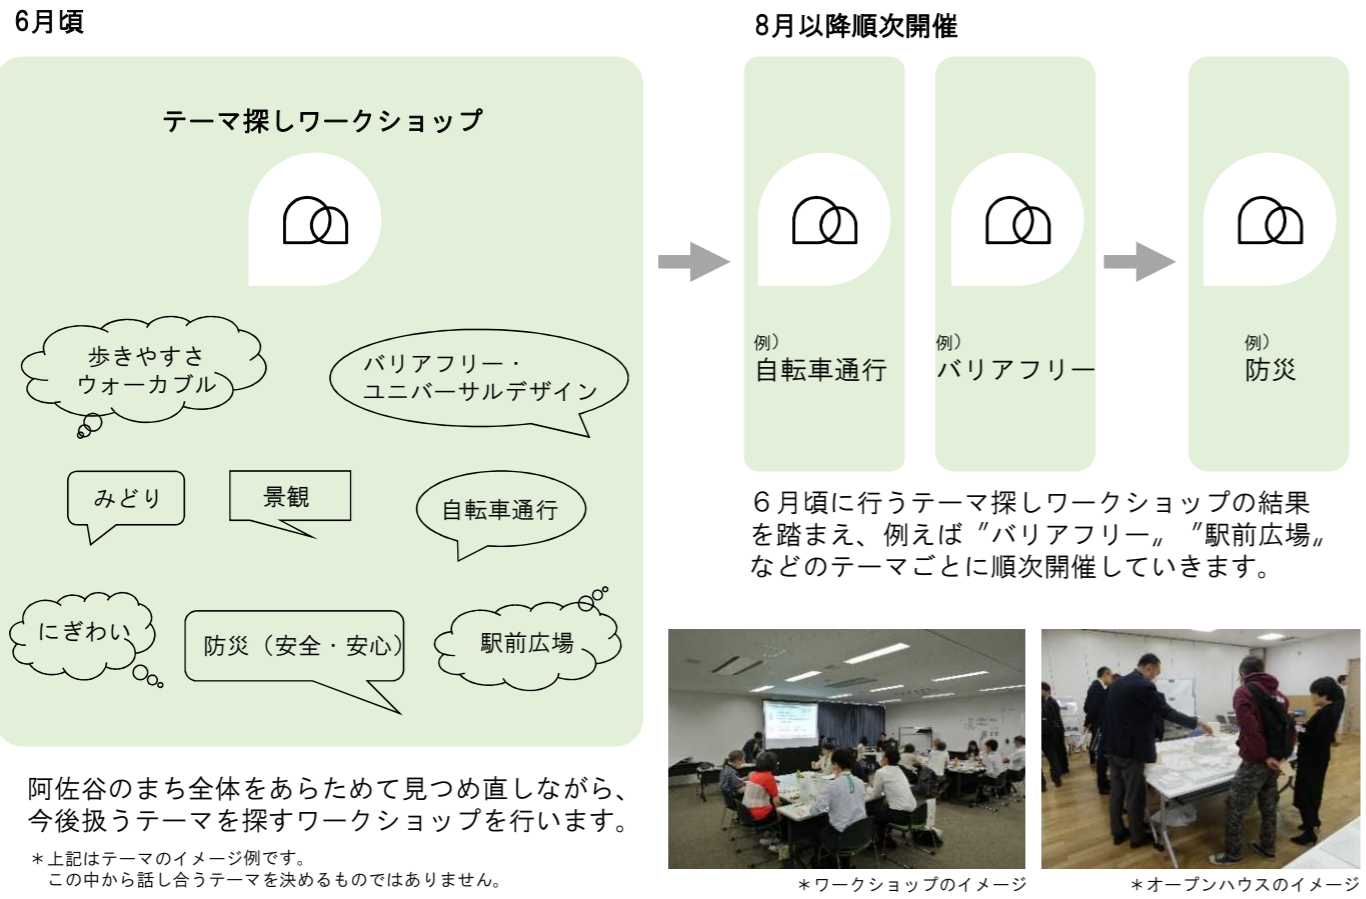 6月頃
テーマ探しワークショップ
歩きやすさ
ウォーカブル
バリアフリー・
ユニバーサルデザイン
みどり
景観
自転車通行
にぎわい
防災（安全・安心）
駅前広場
阿佐谷のまち全体をあらためて見つめ直しながら、
今後扱うテーマを探すワークショップを行います。
＊上記はテーマのイメージ例です。
この中から話し合うテーマを決めるものではありません。
8月以降順次開催
例）
自転車通行
例）
バリアフリー
例）
防災
６月頃に行うテーマ探しワークショップの結果
を踏まえ、例えば〝バリアフリー〟〝駅前広場〟
などのテーマごとに順次開催していきます。
＊ワークショップのイメージ
＊オープンハウスのイメージ